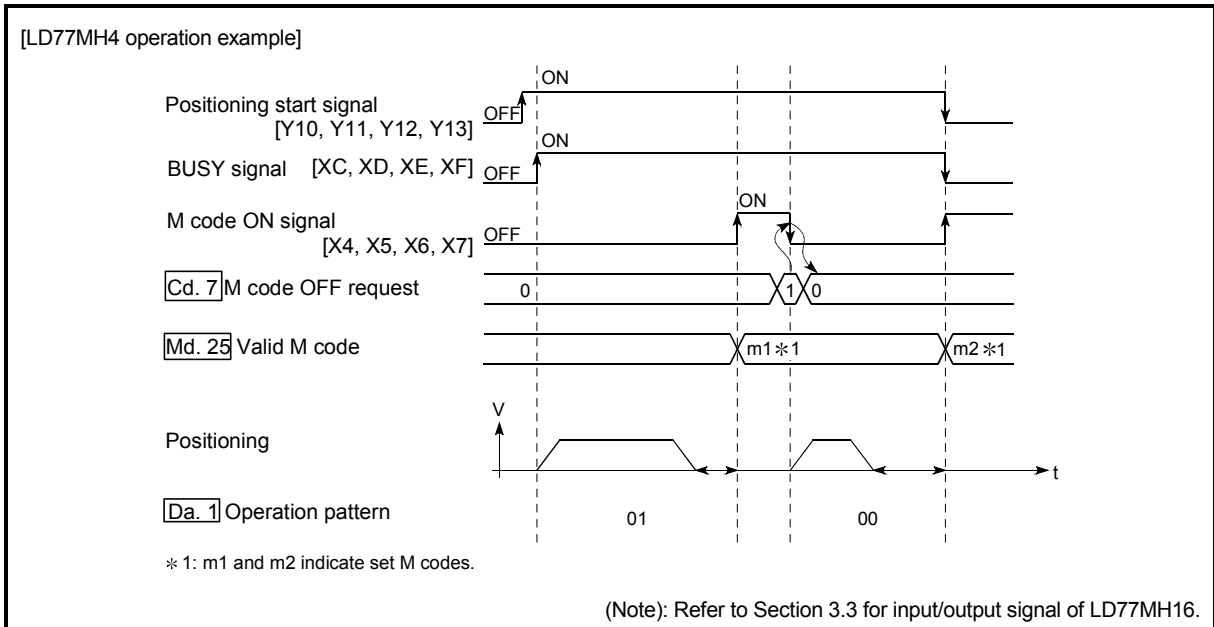 [LD77MH4 operation example]
ON
Positioning start signal
[Y10, Y11, Y12, Y13]
OFF
ON
BUSY signal [XC, XD, XE, XF]
OFF
ON
M code ON signal
[X4, X5, X6, X7]
OFF
Cd. 7 M code OFF request
0
1
0
Md. 25 Valid M code
m1＊1
m2＊1
V
Positioning
t
Da. 1 Operation pattern
01
00
＊1: m1 and m2 indicate set M codes.
(Note): Refer to Section 3.3 for input/output signal of LD77MH16.